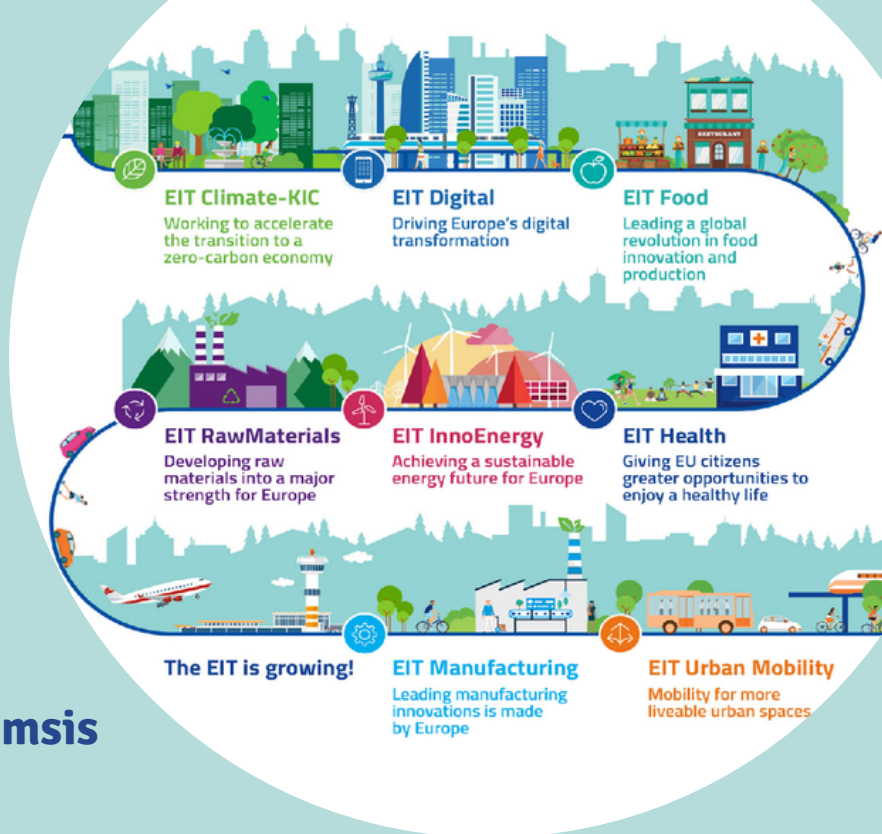 RESTAURANT
EIT Climate-KIC
Working to accelerate
the transition to a
zero-carbon economy
EIT Digital
Driving Europe's digital
transformation
EIT Food
Leading a global
revolution in food
innovation and
production
EIT RawMaterials
Developing raw
materials into a major
strength for Europe
EIT InnoEnergy
Achieving a sustainable
energy future for Europe
EIT Health
Giving EU citizens
greater opportunities to
enjoy a healthy life
The EIT is growing!
EIT Manufacturing
Leading manufacturing
innovations is made
by Europe
EIT Urban Mobility
Mobility for more
liveable urban spaces
msis